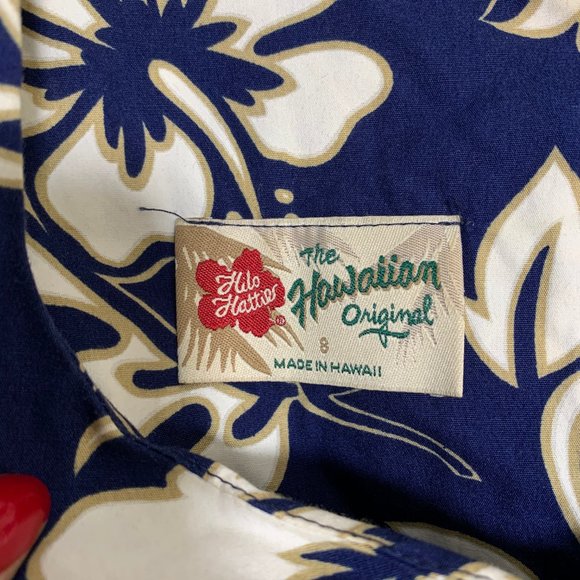 Hilo
Hattie
®
The
Hawaiian
Original
8
MADE IN HAWAII